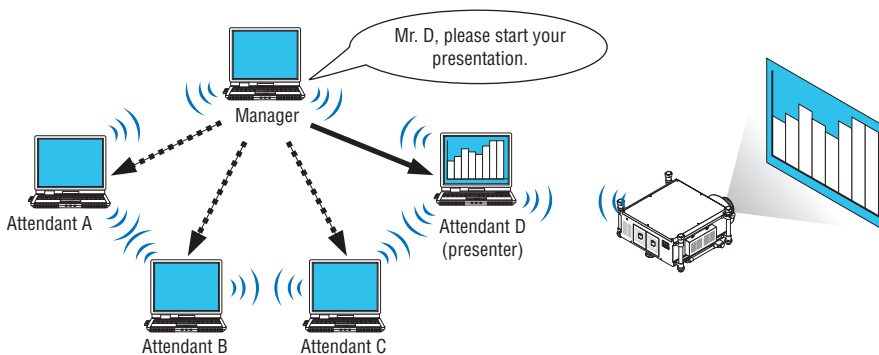 Mr. D, please start your
presentation.
Manager
Attendant A
Attendant D
(presenter)
Attendant B
Attendant C